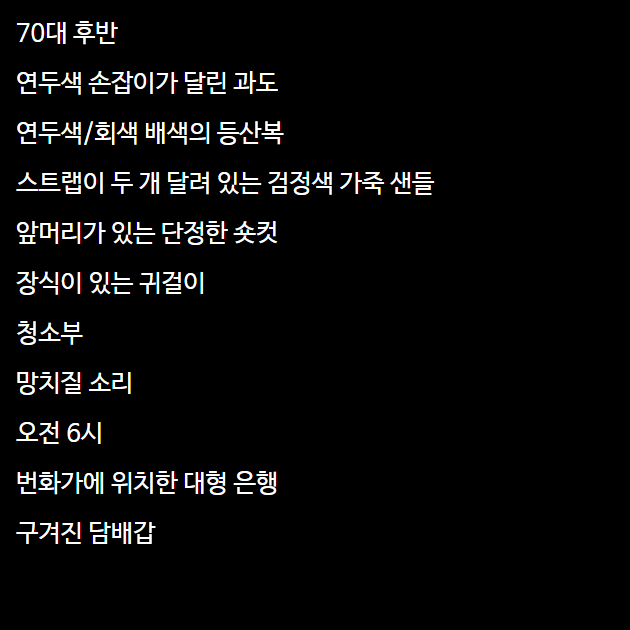 70대 후반
연두색 손잡이가 달린 과도
연두색/회색 배색의 등산복
스트랩이 두 개 달려 있는 검정색 가죽 샌들
앞머리가 있는 단정한 숏컷
장식이 있는 귀걸이
청소부
망치질 소리
오전 6시
번화가에 위치한 대형 은행
구겨진 담배갑